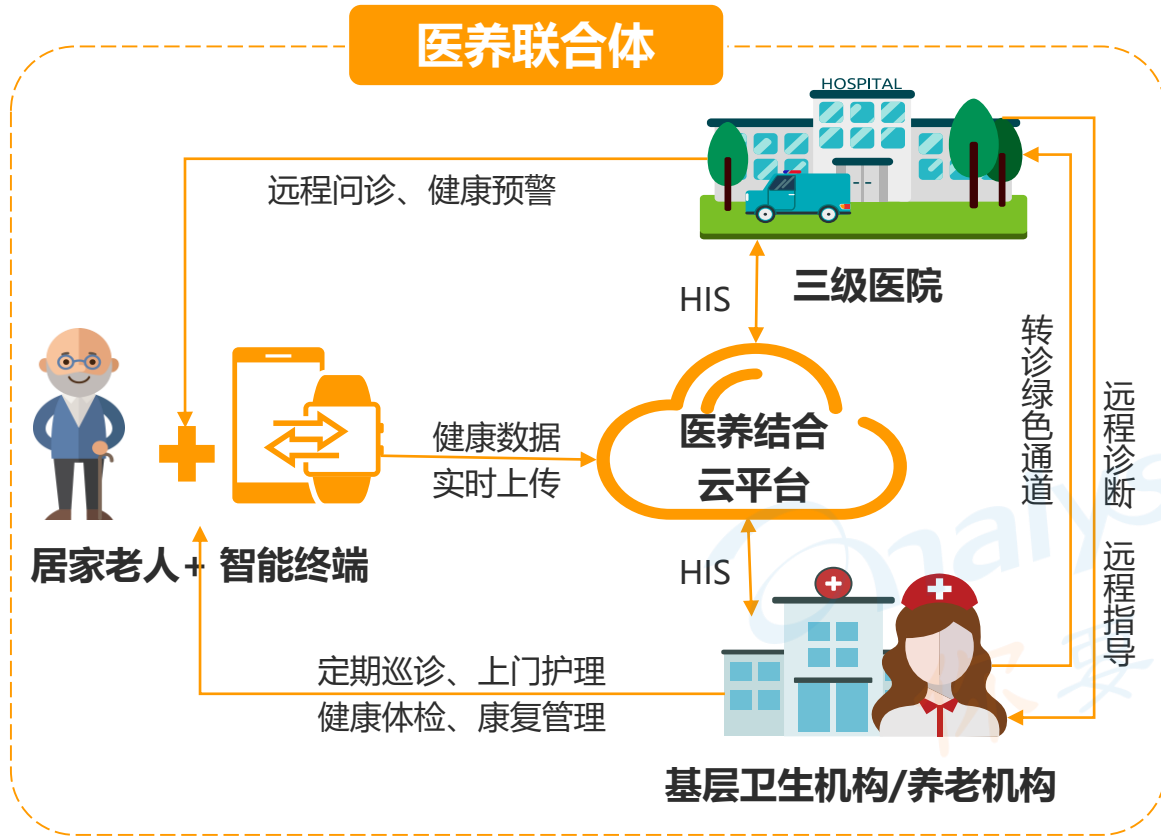 医养联合体
HOSPITAL
远程问诊、健康预警
三级医院
HIS
转诊绿色通道
远程诊断 远程指导
医养结合
云平台
健康数据
实时上传
居家老人+ 智能终端
HIS
定期巡诊、上门护理
健康体检、康复管理
基层卫生机构/养老机构